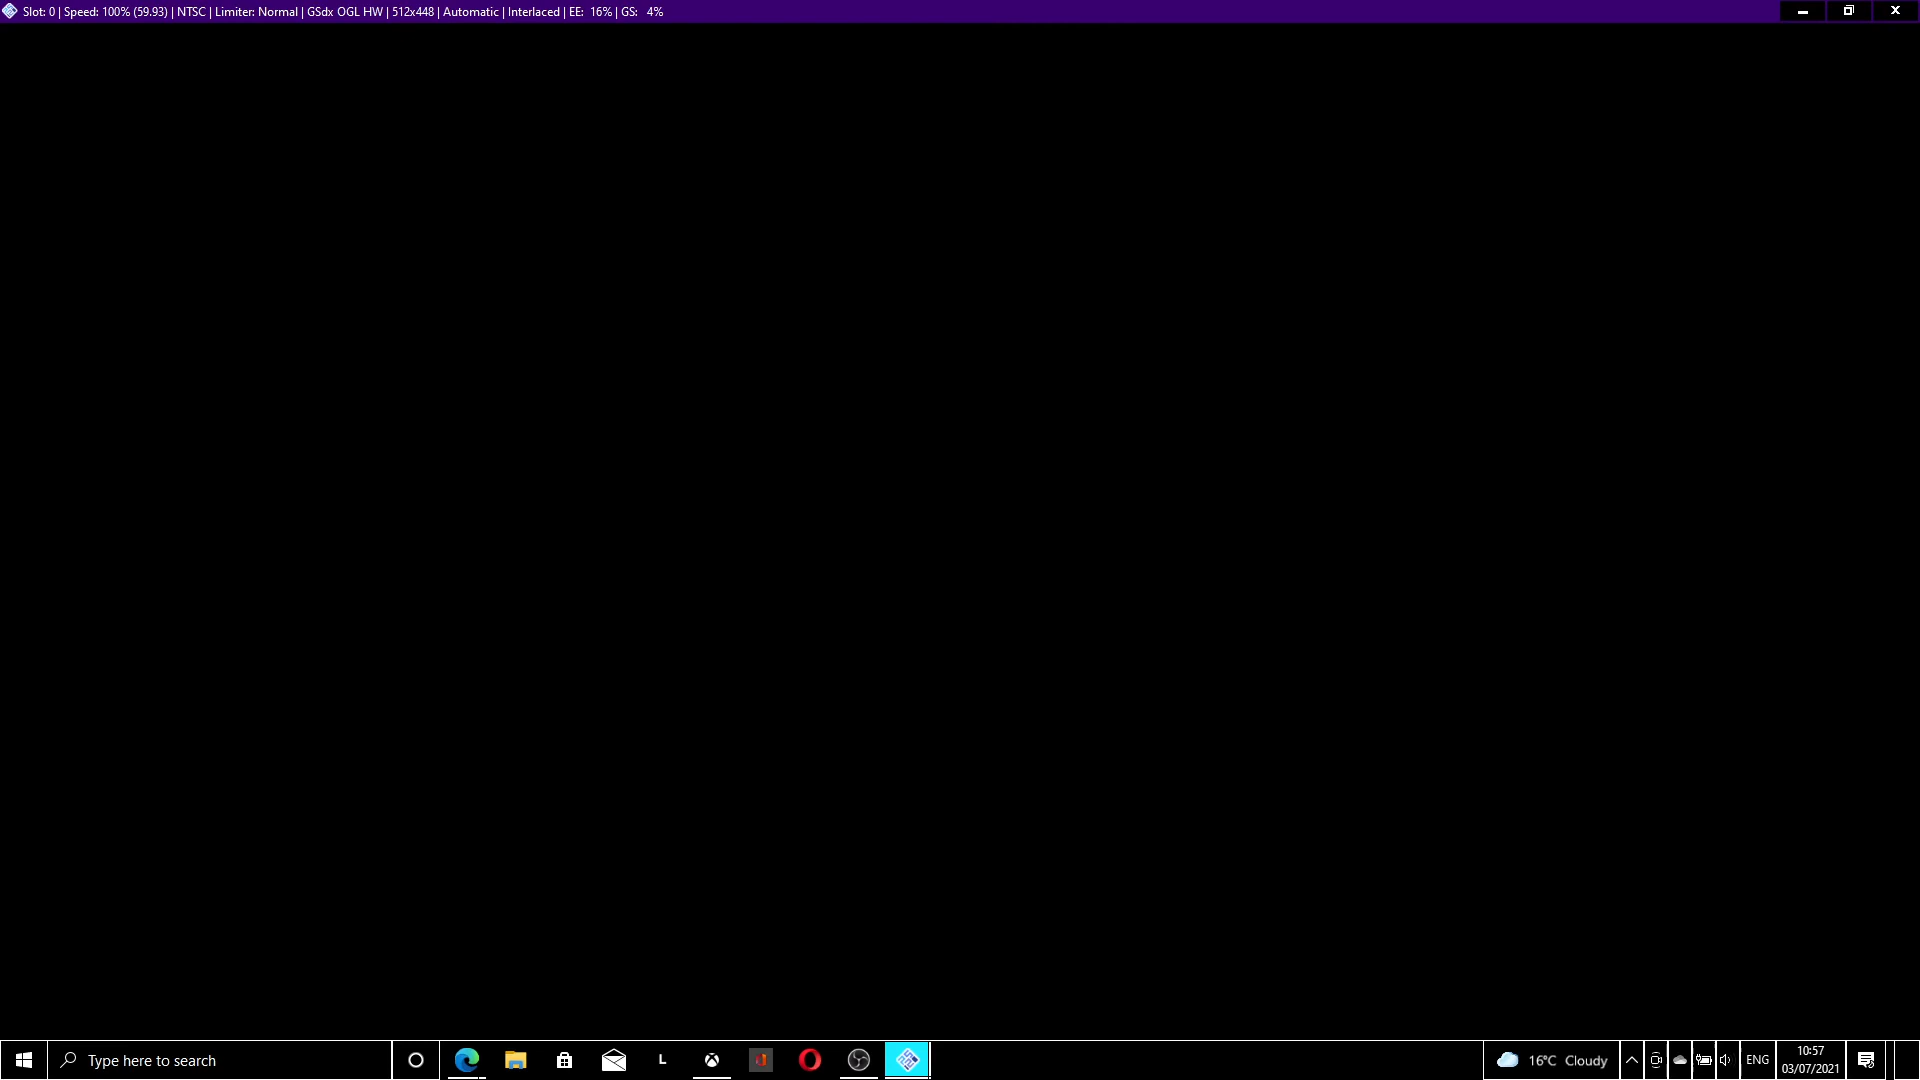 Slot: 0 | Speed: 100% (59.93) | NTSC | Limiter: Normal | GSdx OGL HW | 512x448 | Automatic | Interlaced | EE: 16% | GS: 4%
Type here to search
L
16°C Cloudy
ENG
10:57
03/07/2021